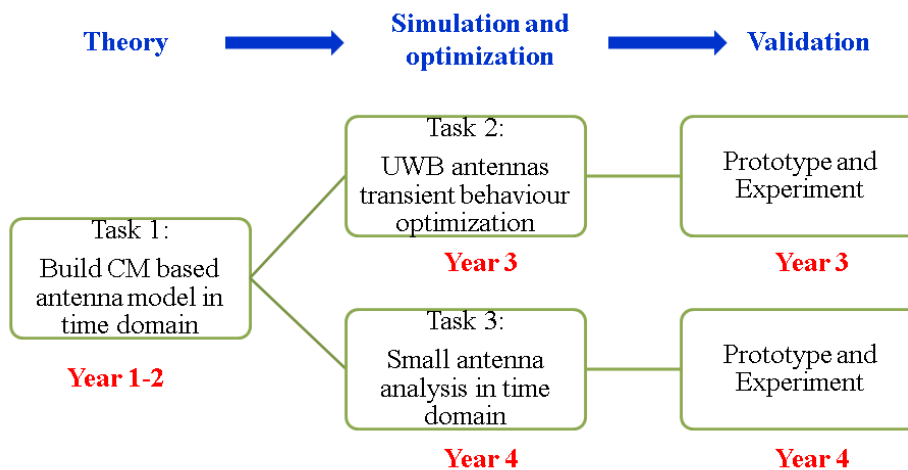 Theory
Simulation and
optimization
Validation
Task 2:
UWB antennas
transient behaviour
optimization
Year 3
Prototype and
Experiment
Year 3
Task 1:
Build CM based
antenna model in
time domain
Year 1-2
Task 3:
Small antenna
analysis in time
domain
Year 4
Prototype and
Experiment
Year 4